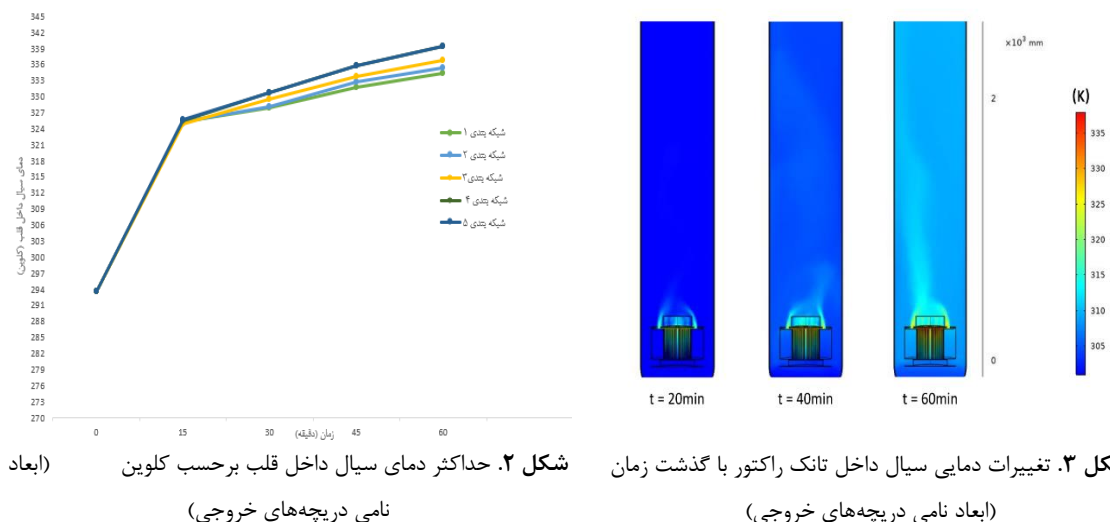 345
342
339
336
333
330
327
324
321
318
315
312
309
306
303
300
297
294
291
288
285
282
279
276
273
270
دمای سیال داخل قلب (کلوین)
0
15
30
45
60
زمان (دقیقه)
شبکه بندی ۱
شبکه بندی ۲
شبکه بندی۳
شبکه بندی ۴
شبکه بندی ۵
شکل ۲. حداکثر دمای سیال داخل قلب برحسب کلوین (ابعاد
نامی دریچه‌های خروجی)
×10³ mm
2
0
(K)
335
330
325
320
315
310
305
t = 20min
t = 40min
t = 60min
کل ۳. تغییرات دمایی سیال داخل تانک راکتور با گذشت زمان
(ابعاد نامی دریچه‌های خروجی)